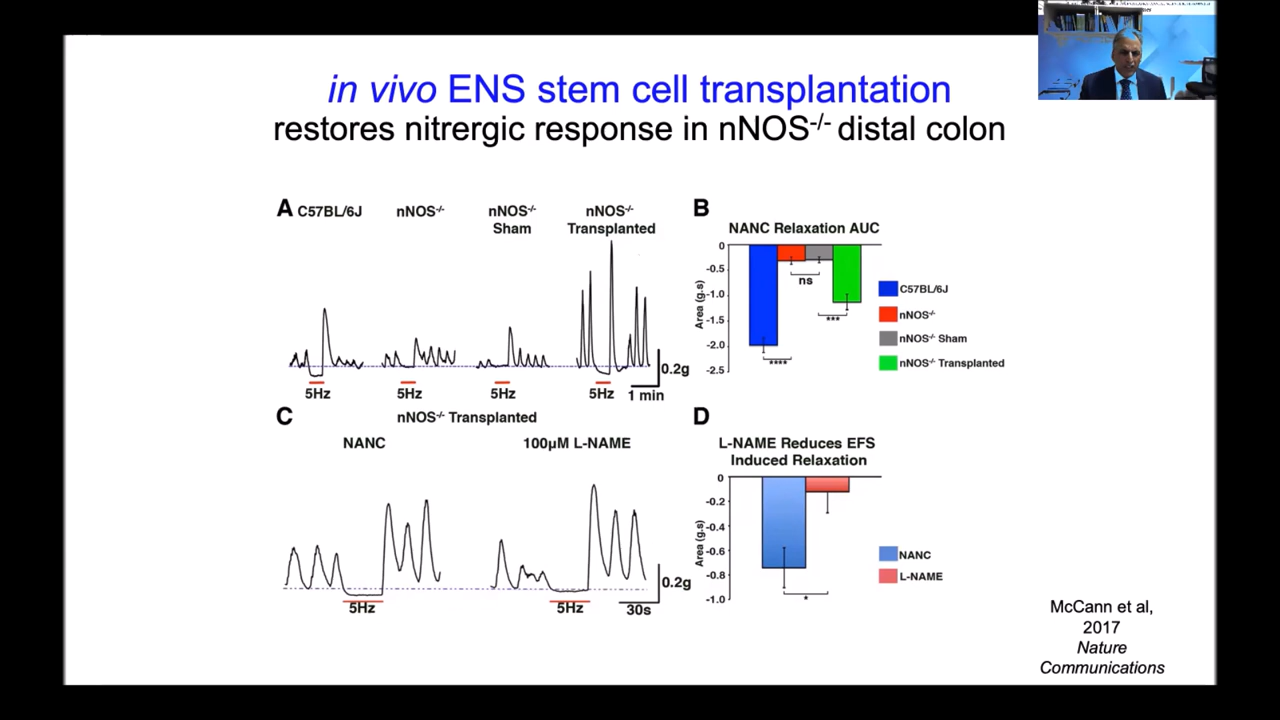 in vivo ENS stem cell transplantation
restores nitrergic response in nNOS-/- distal colon
A C57BL/6J nNOS-/- nNOS-/- nNOS-/-
Sham Transplanted
0.2g
5Hz 5Hz 5Hz 5Hz 1 min
B
NANC Relaxation AUC
0
-0.5
-1.0
-1.5
-2.0
-2.5
Area (g.s)
ns
***
****
C57BL/6J
nNOS-/-
nNOS-/- Sham
nNOS-/- Transplanted
C nNOS-/- Transplanted
NANC 100µM L-NAME
0.2g
5Hz 5Hz 30s
D
L-NAME Reduces EFS
Induced Relaxation
0
-0.2
-0.4
-0.6
-0.8
-1.0
Area (g.s)
*
NANC
L-NAME
McCann et al,
2017
Nature
Communications